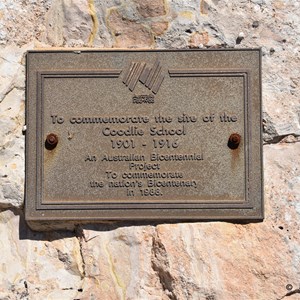 To commemorate the site of the
Coodlie School
1901 - 1916
An Australian Bicentennial
Project
To commemorate
the nation's Bicentenary
in 1988.